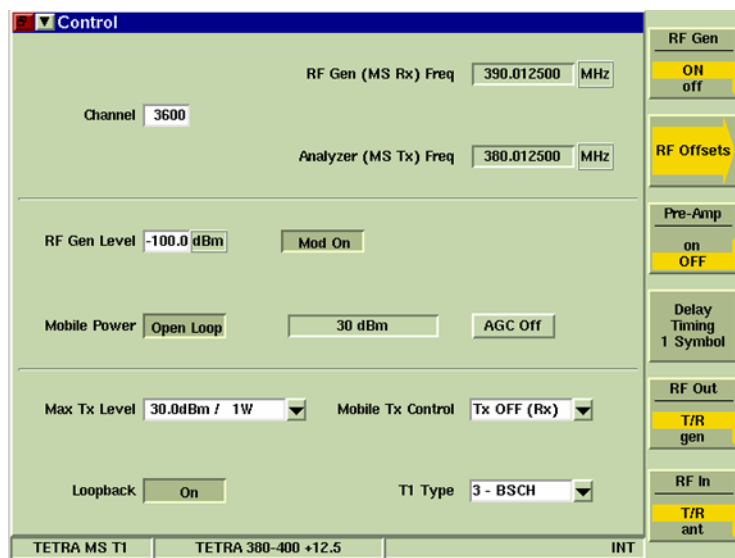 Control
RF Gen (MS Rx) Freq 390.012500 MHz
Channel 3600
Analyzer (MS Tx) Freq 380.012500 MHz
RF Gen Level -100.0 dBm Mod On
Mobile Power Open Loop 30 dBm AGC Off
Max Tx Level 30.0dBm / 1W Mobile Tx Control Tx OFF (Rx)
Loopback On T1 Type 3 - BSCH
TETRA MS T1 TETRA 380-400 +12.5 INT
RF Gen
ON
off
RF Offsets
Pre-Amp
on
OFF
Delay
Timing
1 Symbol
RF Out
T/R
gen
RF In
T/R
ant